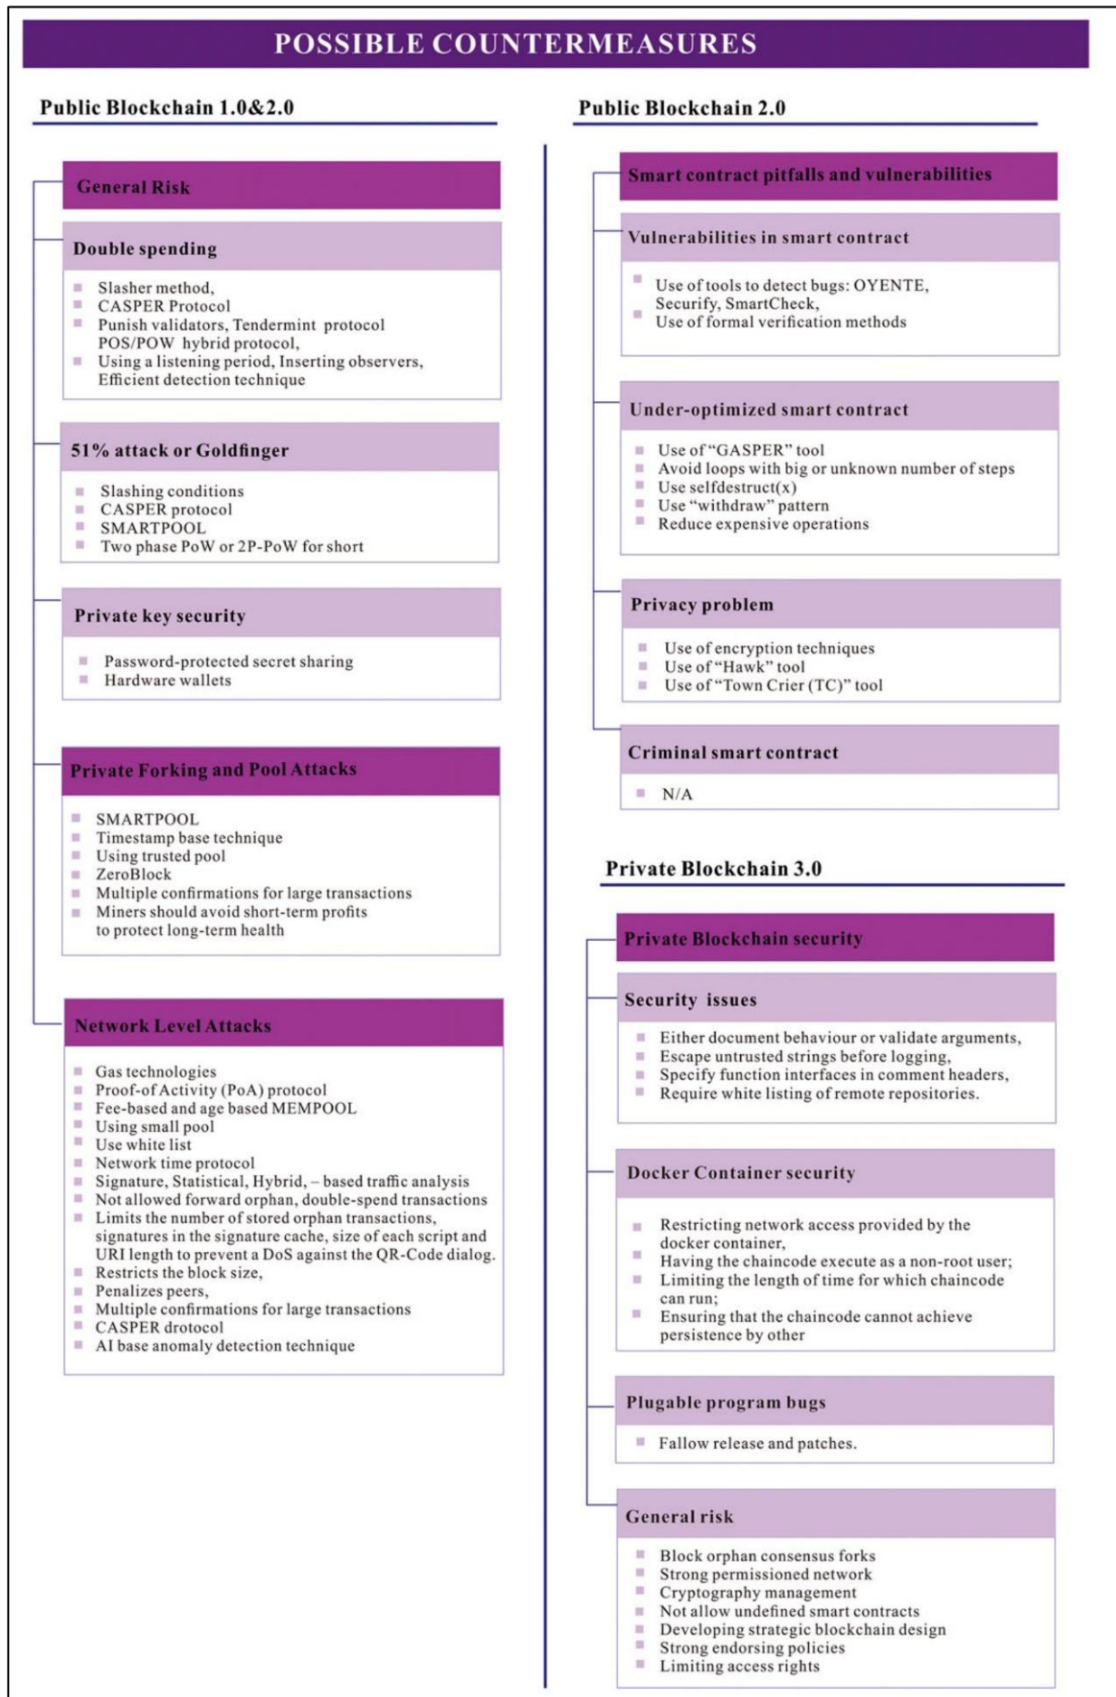 POSSIBLE COUNTERMEASURES
Public Blockchain 1.0&2.0
General Risk
Double spending
Slasher method,
CASPER Protocol
Punish validators, Tendermint protocol
POS/POW hybrid protocol,
Using a listening period, Inserting observers,
Efficient detection technique
51% attack or Goldfinger
Slashing conditions
CASPER protocol
SMARTPOOL
Two phase PoW or 2P-PoW for short
Private key security
Password-protected secret sharing
Hardware wallets
Private Forking and Pool Attacks
SMARTPOOL
Timestamp base technique
Using trusted pool
ZeroBlock
Multiple confirmations for large transactions
Miners should avoid short-term profits
to protect long-term health
Network Level Attacks
Gas technologies
Proof-of Activity (PoA) protocol
Fee-based and age based MEMPOOL
Using small pool
Use white list
Network time protocol
Signature, Statistical, Hybrid, – based traffic analysis
Not allowed forward orphan, double-spend transactions
Limits the number of stored orphan transactions,
signatures in the signature cache, size of each script and
URI length to prevent a DoS against the QR-Code dialog.
Restricts the block size,
Penalizes peers,
Multiple confirmations for large transactions
CASPER drotocol
AI base anomaly detection technique
Public Blockchain 2.0
Smart contract pitfalls and vulnerabilities
Vulnerabilities in smart contract
Use of tools to detect bugs: OYENTE,
Securify, SmartCheck,
Use of formal verification methods
Under-optimized smart contract
Use of “GASPER” tool
Avoid loops with big or unknown number of steps
Use selfdestruct(x)
Use “withdraw” pattern
Reduce expensive operations
Privacy problem
Use of encryption techniques
Use of “Hawk” tool
Use of “Town Crier (TC)” tool
Criminal smart contract
N/A
Private Blockchain 3.0
Private Blockchain security
Security issues
Either document behaviour or validate arguments,
Escape untrusted strings before logging,
Specify function interfaces in comment headers,
Require white listing of remote repositories.
Docker Container security
Restricting network access provided by the
docker container,
Having the chaincode execute as a non-root user;
Limiting the length of time for which chaincode
can run;
Ensuring that the chaincode cannot achieve
persistence by other
Plugable program bugs
Fallow release and patches.
General risk
Block orphan consensus forks
Strong permissioned network
Cryptography management
Not allow undefined smart contracts
Developing strategic blockchain design
Strong endorsing policies
Limiting access rights